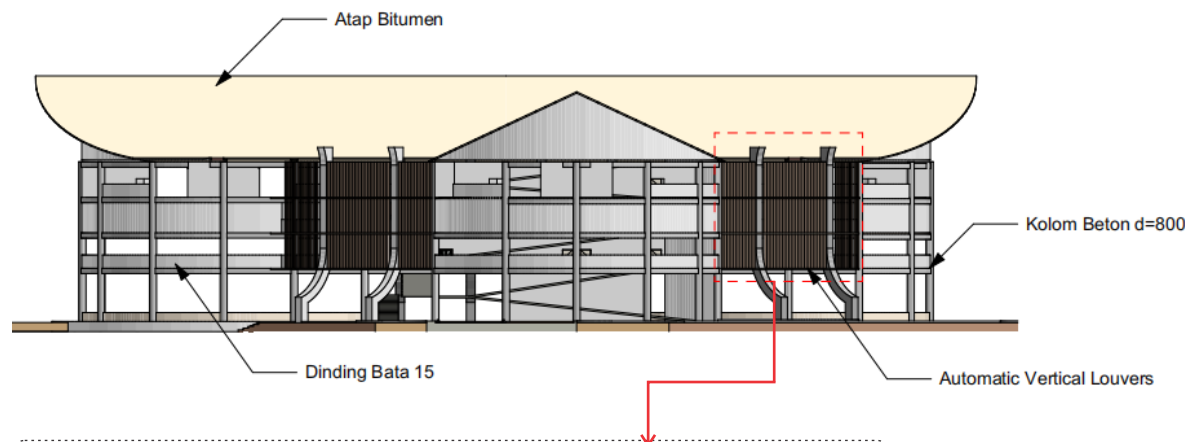 Atap Bitumen
Kolom Beton d=800
Dinding Bata 15
Automatic Vertical Louvers